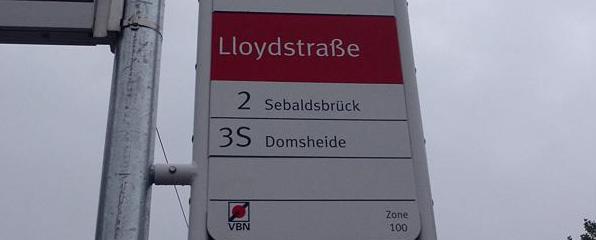 Lloydstraße
2 Sebaldsbrück
3S Domsheide
VBN
Zone
100